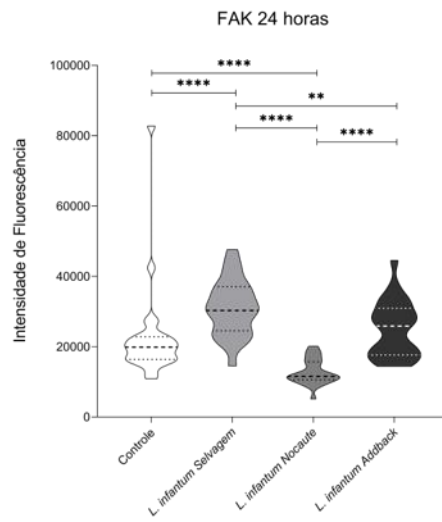 FAK 24 horas
Intensidade de Fluorescência
100000
80000
60000
40000
20000
0
****
****
**
****
****
Controle
L. infantum Selvagem
L. infantum Nocaute
L. infantum Addback